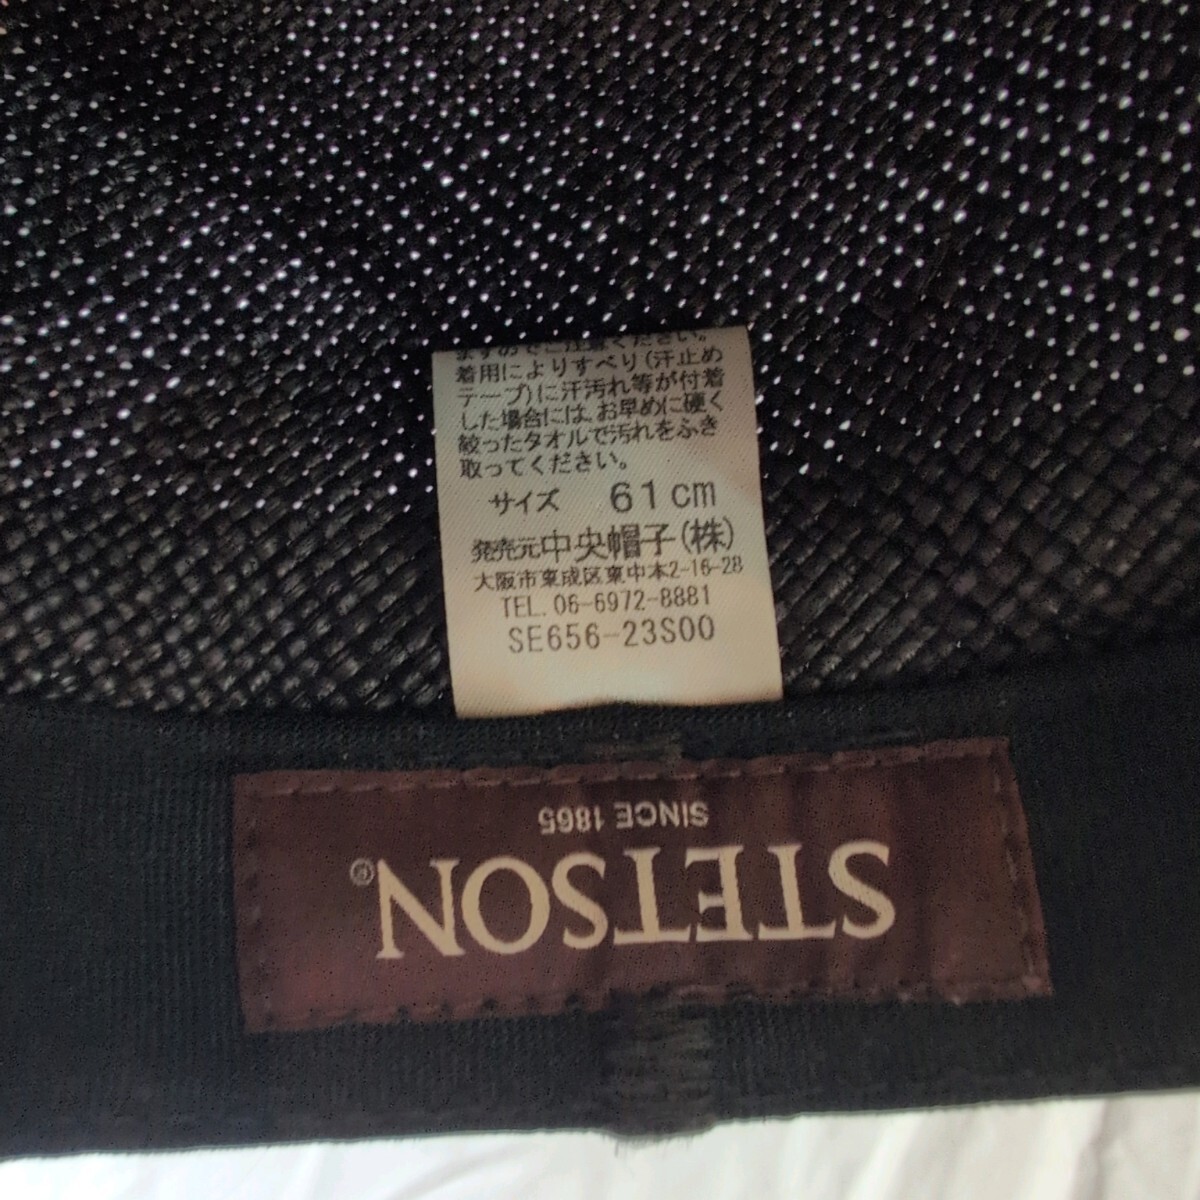 ますのでご注意ください。
着用によりすべり(汗止め
テープ)に汗汚れ等が付着
した場合には、お早めに硬く
絞ったタオルで汚れをふき
取ってください。
サイズ 61cm
発売元中央帽子(株)
大阪市東成区東中本2-16-28
TEL. 06-6972-8881
SE656-23S00
STETSON®
SINCE 1865